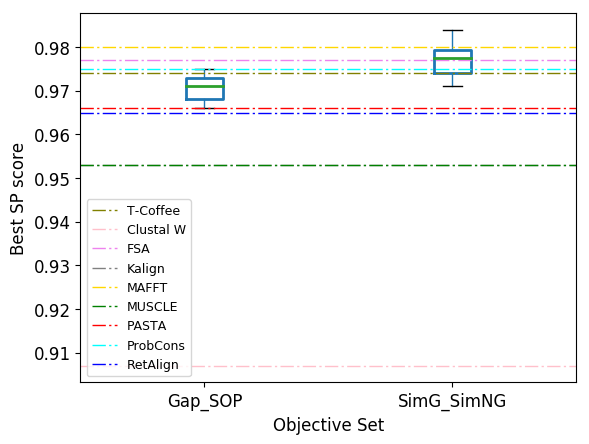 0.98
0.97
0.96
0.95
0.94
0.93
0.92
0.91
Best SP score
T-Coffee
Clustal W
FSA
Kalign
MAFFT
MUSCLE
PASTA
ProbCons
RetAlign
Gap_SOP SimG_SimNG
Objective Set